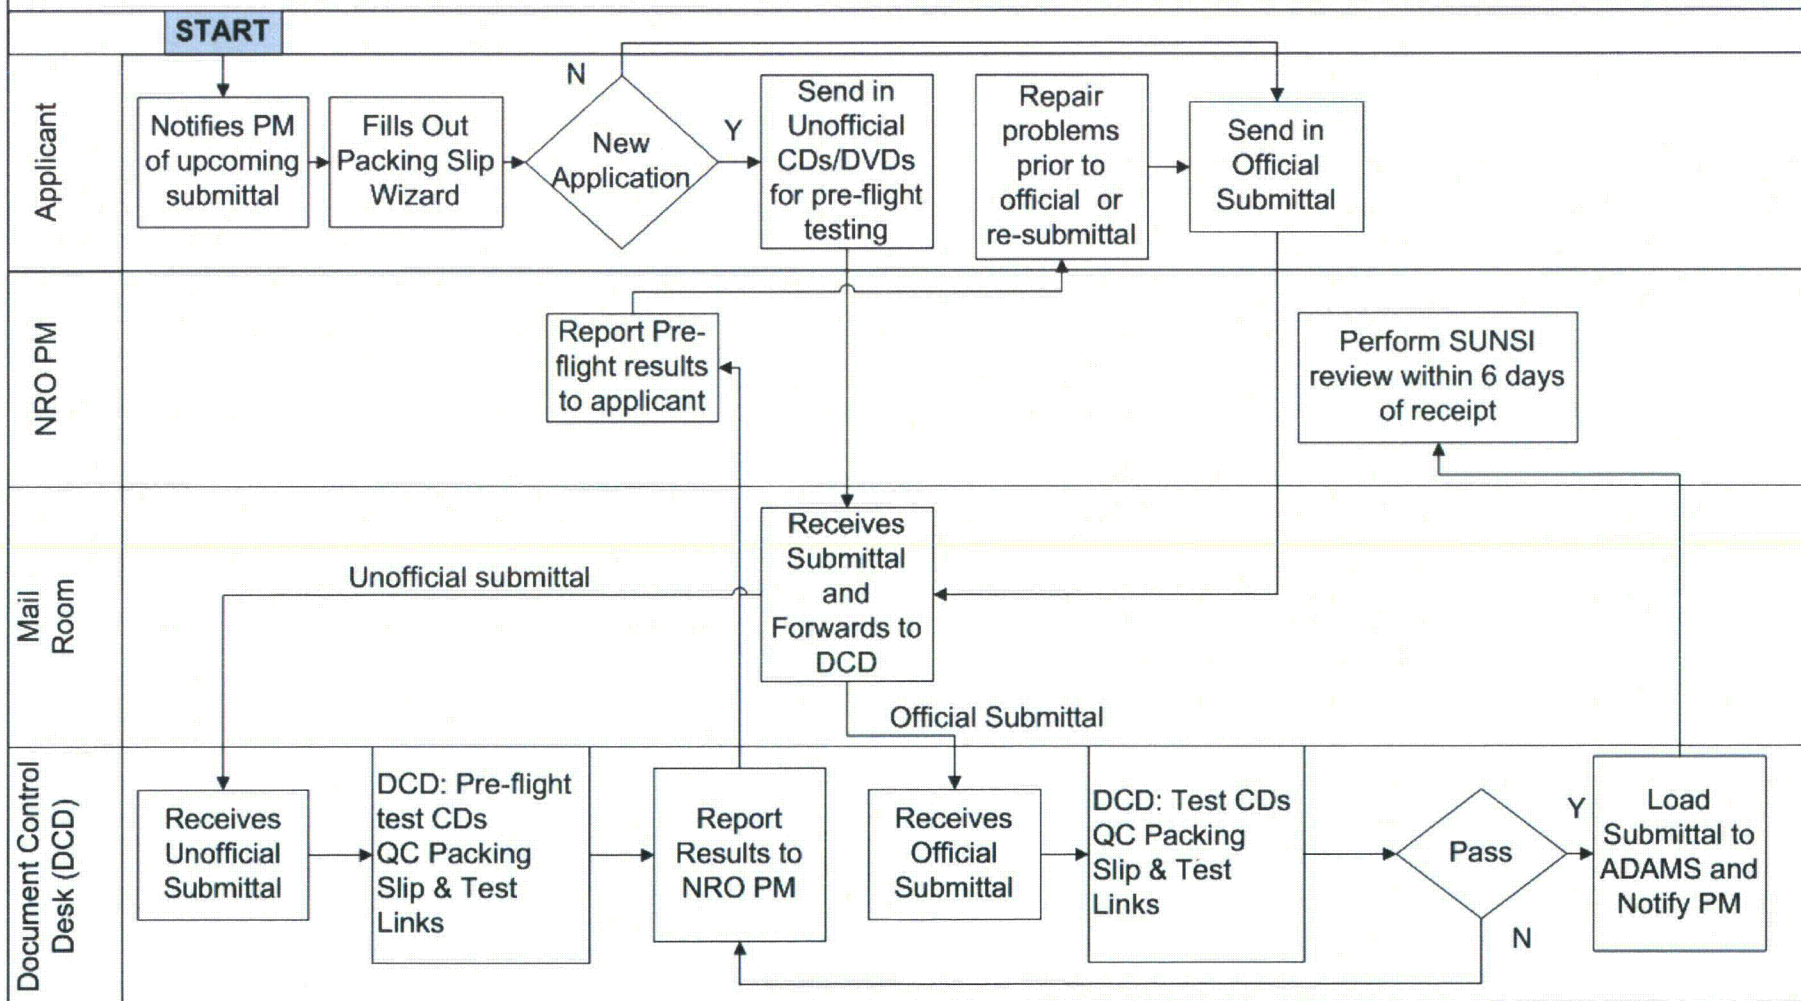 START
Applicant
Notifies PM
of upcoming
submittal
Fills Out
Packing Slip
Wizard
New
Application
N
Y
Send in
Unofficial
CDs/DVDs
for pre-flight
testing
Repair
problems
prior to
official or
re-submittal
Send in
Official
Submittal
NRO PM
Report Pre-
flight results
to applicant
Perform SUNSI
review within 6 days
of receipt
Mail
Room
Unofficial submittal
Receives
Submittal
and
Forwards to
DCD
Official Submittal
Document Control
Desk (DCD)
Receives
Unofficial
Submittal
DCD: Pre-flight
test CDs
QC Packing
Slip & Test
Links
Report
Results to
NRO PM
Receives
Official
Submittal
DCD: Test CDs
QC Packing
Slip & Test
Links
Pass
Y
N
Load
Submittal to
ADAMS and
Notify PM